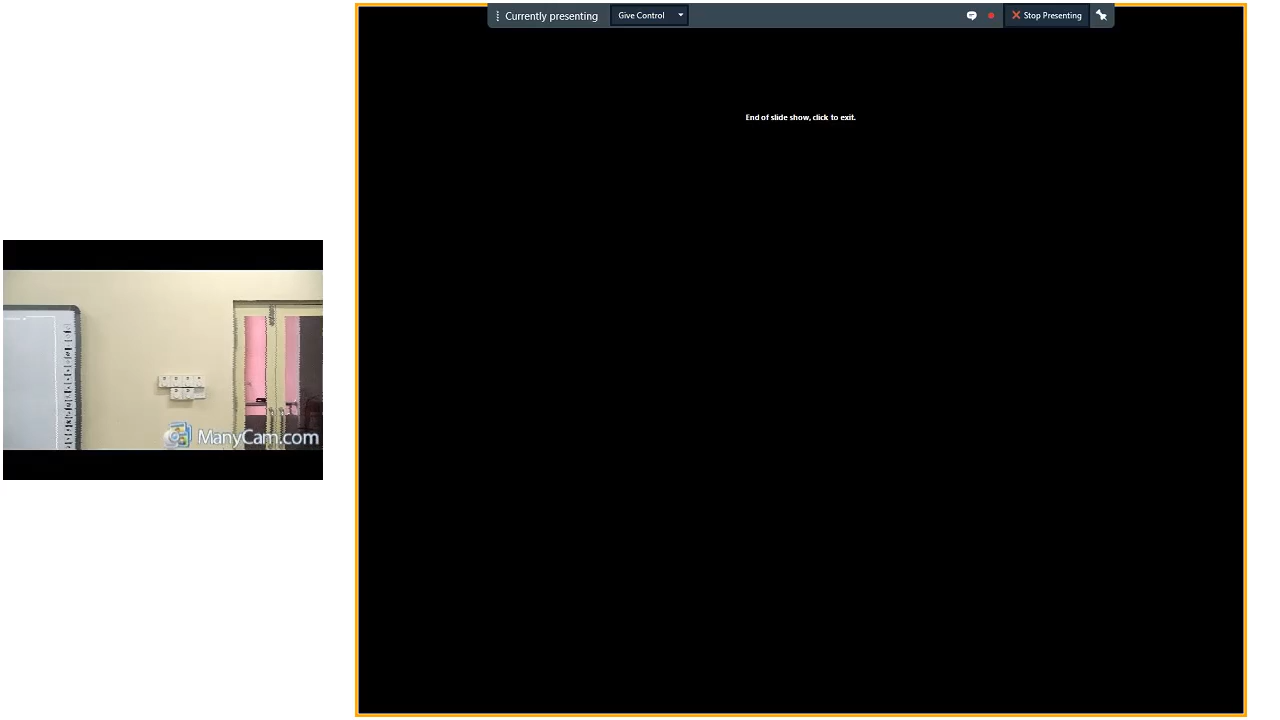 Currently presenting
Give Control
Stop Presenting
End of slide show, click to exit.
ManyCam.com